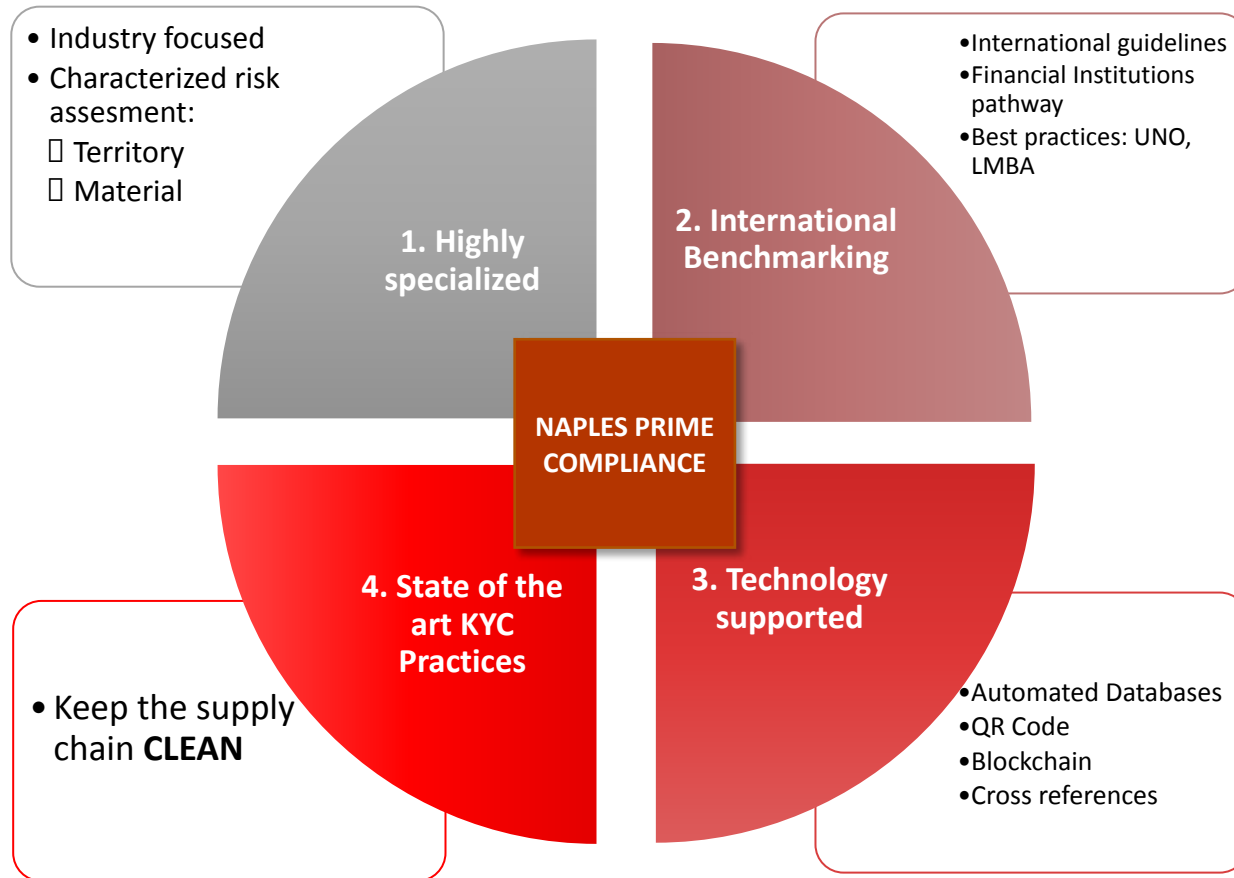 • Industry focused
• Characterized risk
assesment:
▯ Territory
▯ Material
1. Highly
specialized
•International guidelines
•Financial Institutions
pathway
•Best practices: UNO,
LMBA
2. International
Benchmarking
NAPLES PRIME
COMPLIANCE
4. State of the
art KYC
Practices
• Keep the supply
chain CLEAN
3. Technology
supported
•Automated Databases
•QR Code
•Blockchain
•Cross references